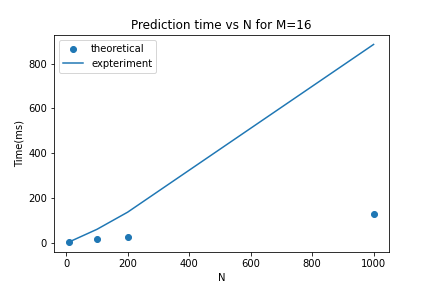 Prediction time vs N for M=16
theoretical
expteriment
Time(ms)
800
600
400
200
0
0 200 400 600 800 1000
N